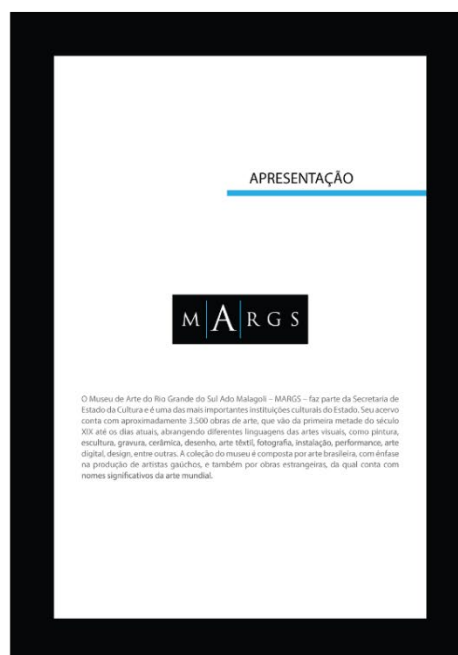 APRESENTAÇÃO
M A R G S
O Museu de Arte do Rio Grande do Sul Ado Malagoli – MARGS – faz parte da Secretaria de
Estado da Cultura e é uma das mais importantes instituições culturais do Estado. Seu acervo
conta com aproximadamente 3.500 obras de arte, que vão da primeira metade do século
XIX até os dias atuais, abrangendo diferentes linguagens das artes visuais, como pintura,
escultura, gravura, cerâmica, desenho, arte têxtil, fotografia, instalação, performance, arte
digital, design, entre outras. A coleção do museu é composta por arte brasileira, com ênfase
na produção de artistas gaúchos, e também por obras estrangeiras, da qual conta com
nomes significativos da arte mundial.